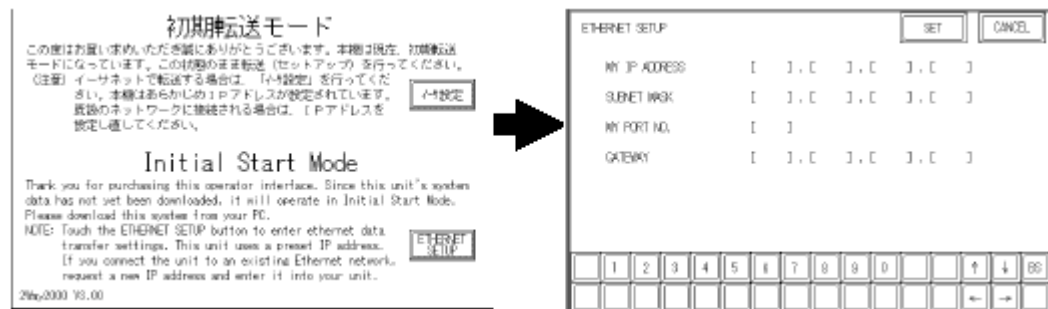 初期転送モード
この度はお買い求めいただき誠にありがとうございます。本機は現在、初期転送
モードになっています。この状態のまま転送（セットアップ）を行ってください。
（注意）イーサネットで転送する場合は、「ｲｰｻ設定」を行ってくだ
さい。本機はあらかじめIPアドレスが設定されています。
既設のネットワークに接続される場合は、IPアドレスを
設定し直してください。
ｲｰｻ設定
Initial Start Mode
Thank you for purchasing this operator interface. Since this unit's system
data has not yet been downloaded, it will operate in Initial Start Mode.
Please download this system from your PC.
NOTE: Touch the ETHERNET SETUP button to enter ethernet data
transfer settings. This unit uses a preset IP address.
If you connect the unit to an existing Ethernet network,
request a new IP address and enter it into your unit.
ETHERNET
SETUP
V3.00
ETHERNET SETUP
SET
CANCEL
MY IP ADDRESS [ ].[ ].[ ].[ ]
SUBNET MASK [ ].[ ].[ ].[ ]
MY PORT NO. [ ]
GATEWAY [ ].[ ].[ ].[ ]
1 2 3 4 5 6 7 8 9 0 ↑ ↓ BS
← →